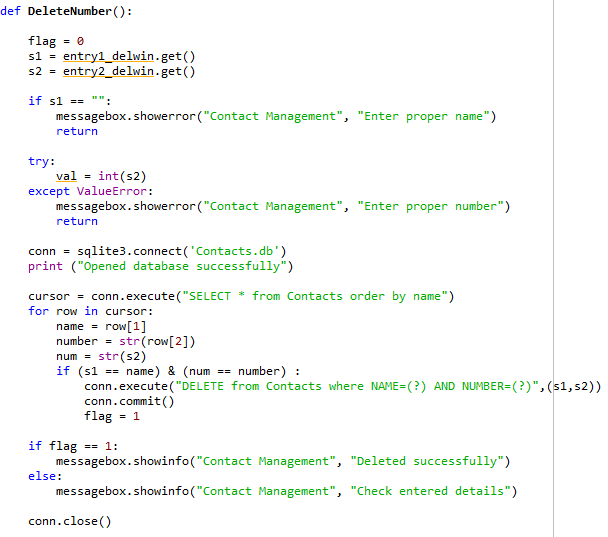 def DeleteNumber():
flag = 0
s1 = entry1_delwin.get()
s2 = entry2_delwin.get()
if s1 == "":
messagebox.showerror("Contact Management", "Enter proper name")
return
try:
val = int(s2)
except ValueError:
messagebox.showerror("Contact Management", "Enter proper number")
return
conn = sqlite3.connect('Contacts.db')
print ("Opened database successfully")
cursor = conn.execute("SELECT * from Contacts order by name")
for row in cursor:
name = row[1]
number = str(row[2])
num = str(s2)
if (s1 == name) & (num == number) :
conn.execute("DELETE from Contacts where NAME=(?) AND NUMBER=(?)",(s1,s2))
conn.commit()
flag = 1
if flag == 1:
messagebox.showinfo("Contact Management", "Deleted successfully")
else:
messagebox.showinfo("Contact Management", "Check entered details")
conn.close()